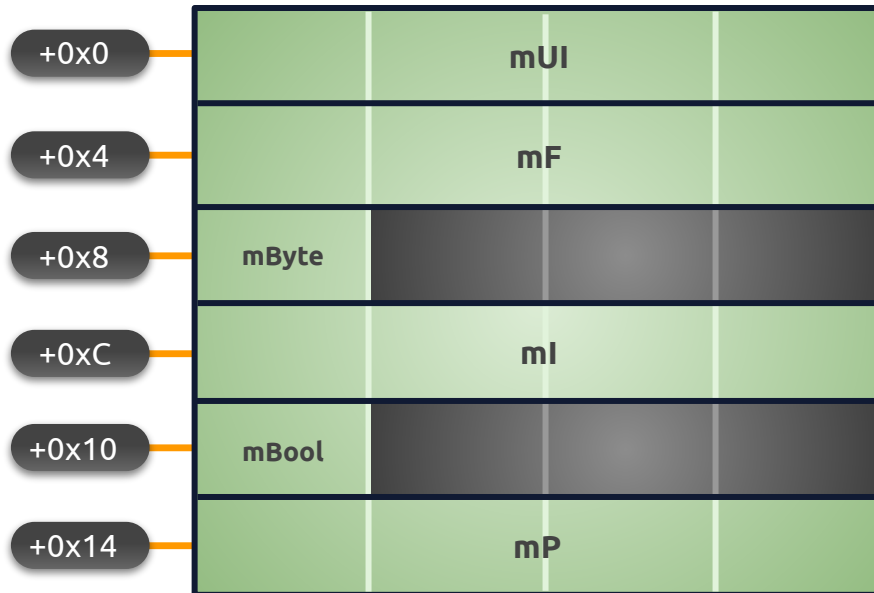 +0x0
mUI
+0x4
mF
+0x8
mByte
+0xC
mI
+0x10
mBool
+0x14
mP